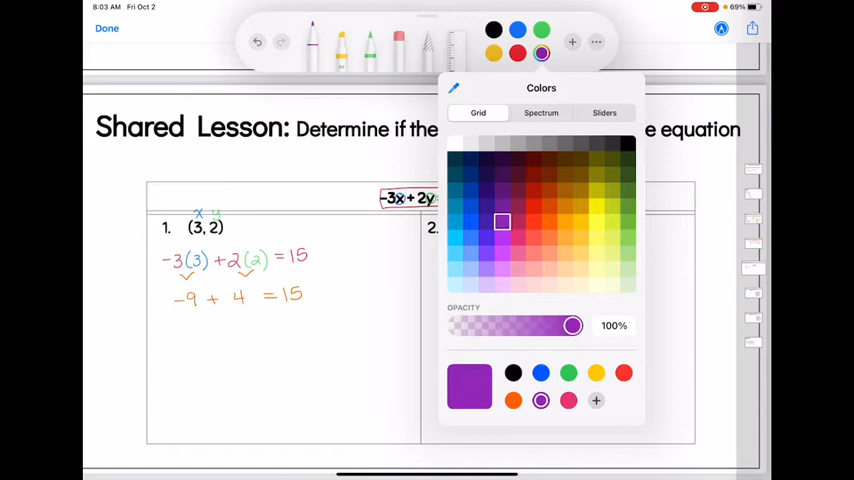 8:03 AM Fri Oct 2
69%
Done
Colors
Grid Spectrum Sliders
Shared Lesson: Determine if the e equation
-3x + 2y
x y
1. (3, 2)
2.
-3(3) + 2(2) = 15
-9 + 4 = 15
OPACITY
100%